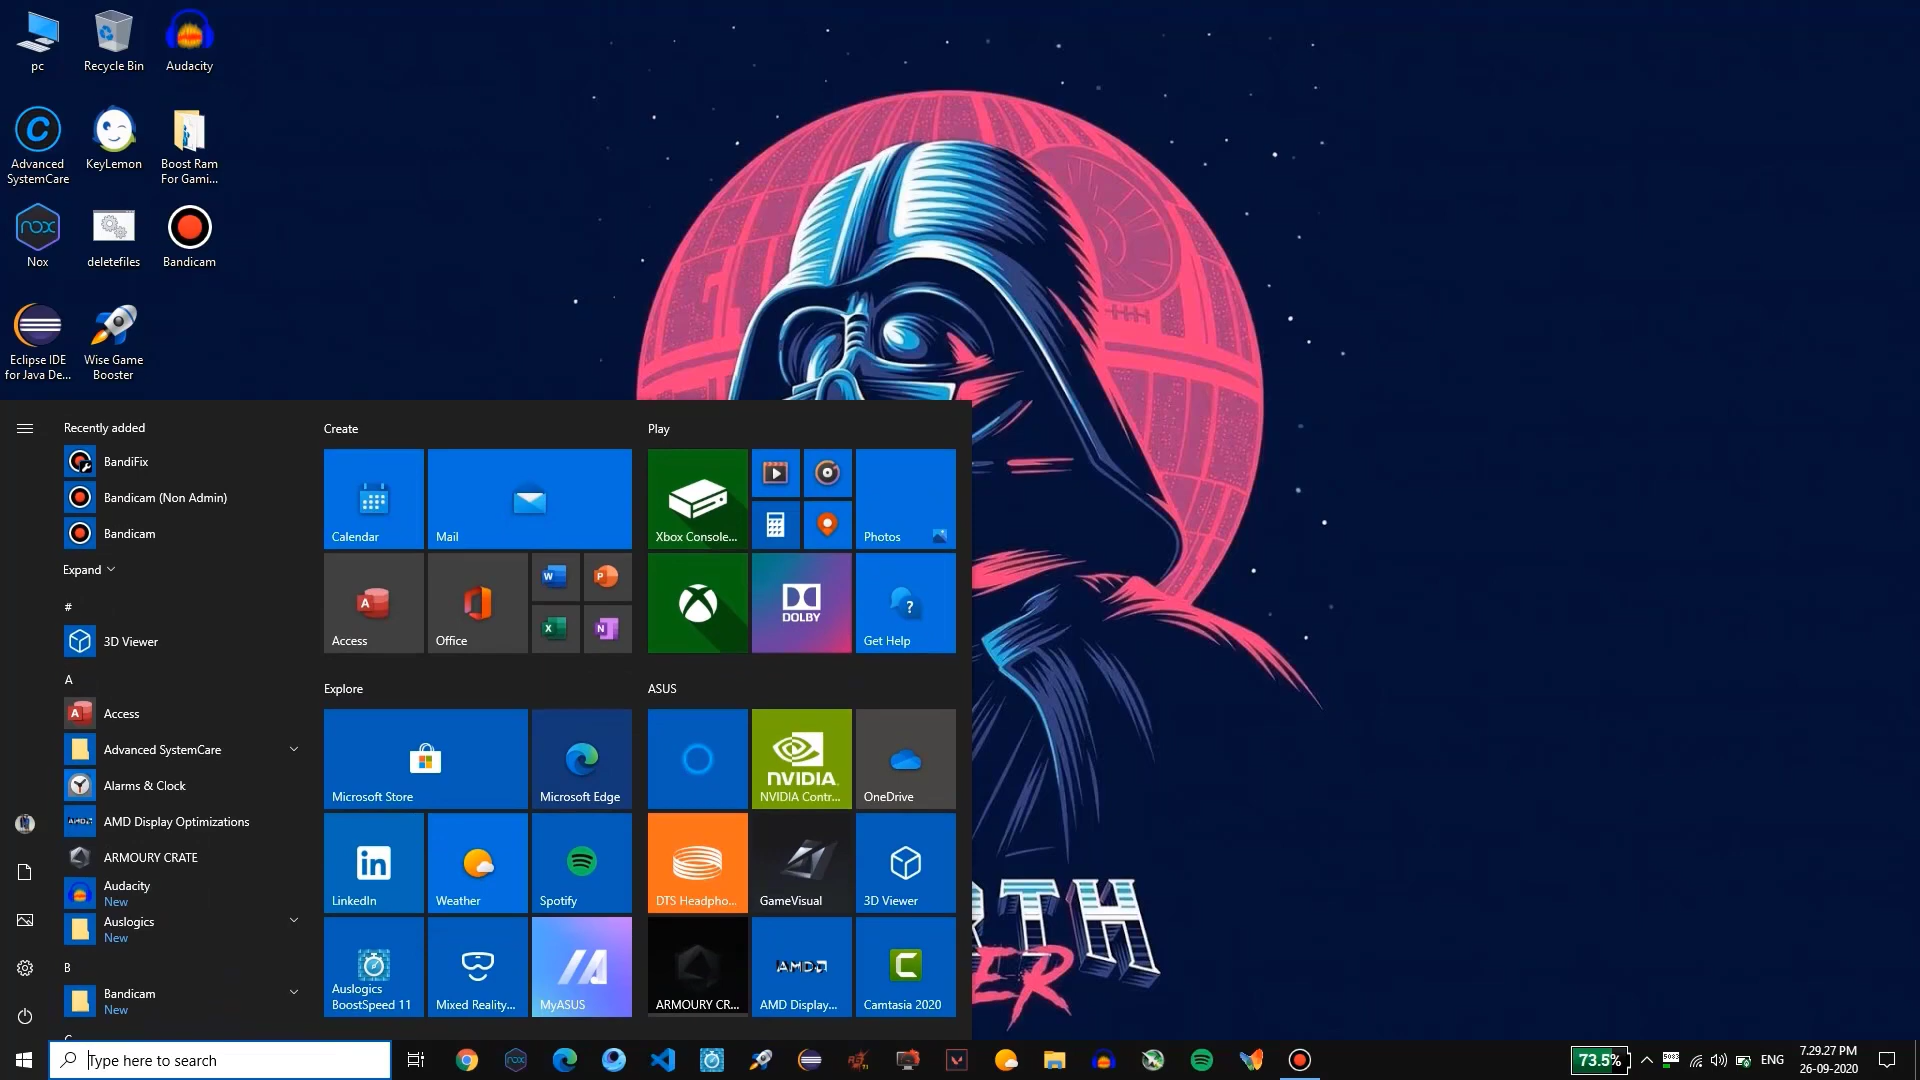 pc
Recycle Bin
Audacity
Advanced
SystemCare
KeyLemon
Boost Ram
For Gami...
nox
Nox
deletefiles
Bandicam
Eclipse IDE
for Java De...
Wise Game
Booster
Recently added
BandiFix
Bandicam (Non Admin)
Bandicam
Expand
#
3D Viewer
A
Access
Advanced SystemCare
Alarms & Clock
AMD
AMD Display Optimizations
ARMOURY CRATE
Audacity
New
Auslogics
New
B
Bandicam
New
Create
Calendar
Mail
Access
Office
Play
Xbox Console...
Photos
DOLBY
Get Help
Explore
Microsoft Store
Microsoft Edge
LinkedIn
Weather
Spotify
Auslogics
BoostSpeed 11
Mixed Reality...
MyASUS
ASUS
NVIDIA.
NVIDIA Contr...
OneDrive
DTS Headpho...
GameVisual
3D Viewer
ARMOURY CR...
AMD
AMD Display...
Camtasia 2020
RTH
ER
Type here to search
73.5%
ENG
7.29.27 PM
26-09-2020